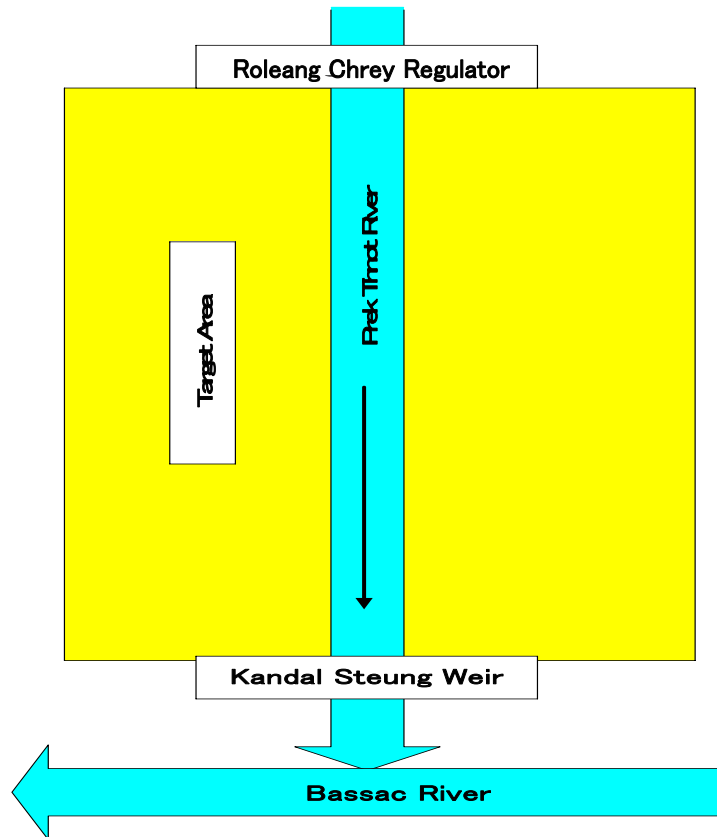 Roleang Chrey Regulator
Prek Thnot River
Target Area
Kandal Steung Weir
Bassac River